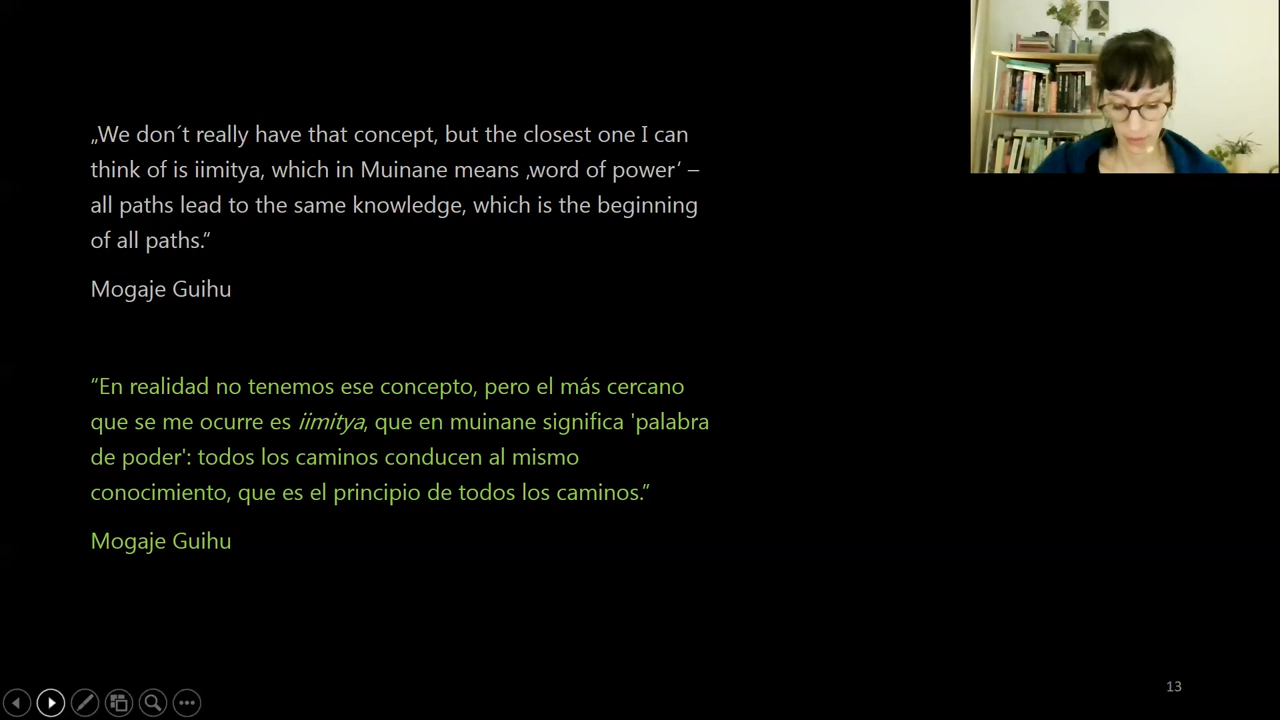 „We don´t really have that concept, but the closest one I can
think of is iimitya, which in Muinane means ‚word of power‘ –
all paths lead to the same knowledge, which is the beginning
of all paths.“
Mogaje Guihu
“En realidad no tenemos ese concepto, pero el más cercano
que se me ocurre es iimitya, que en muinane significa 'palabra
de poder': todos los caminos conducen al mismo
conocimiento, que es el principio de todos los caminos.”
Mogaje Guihu
13